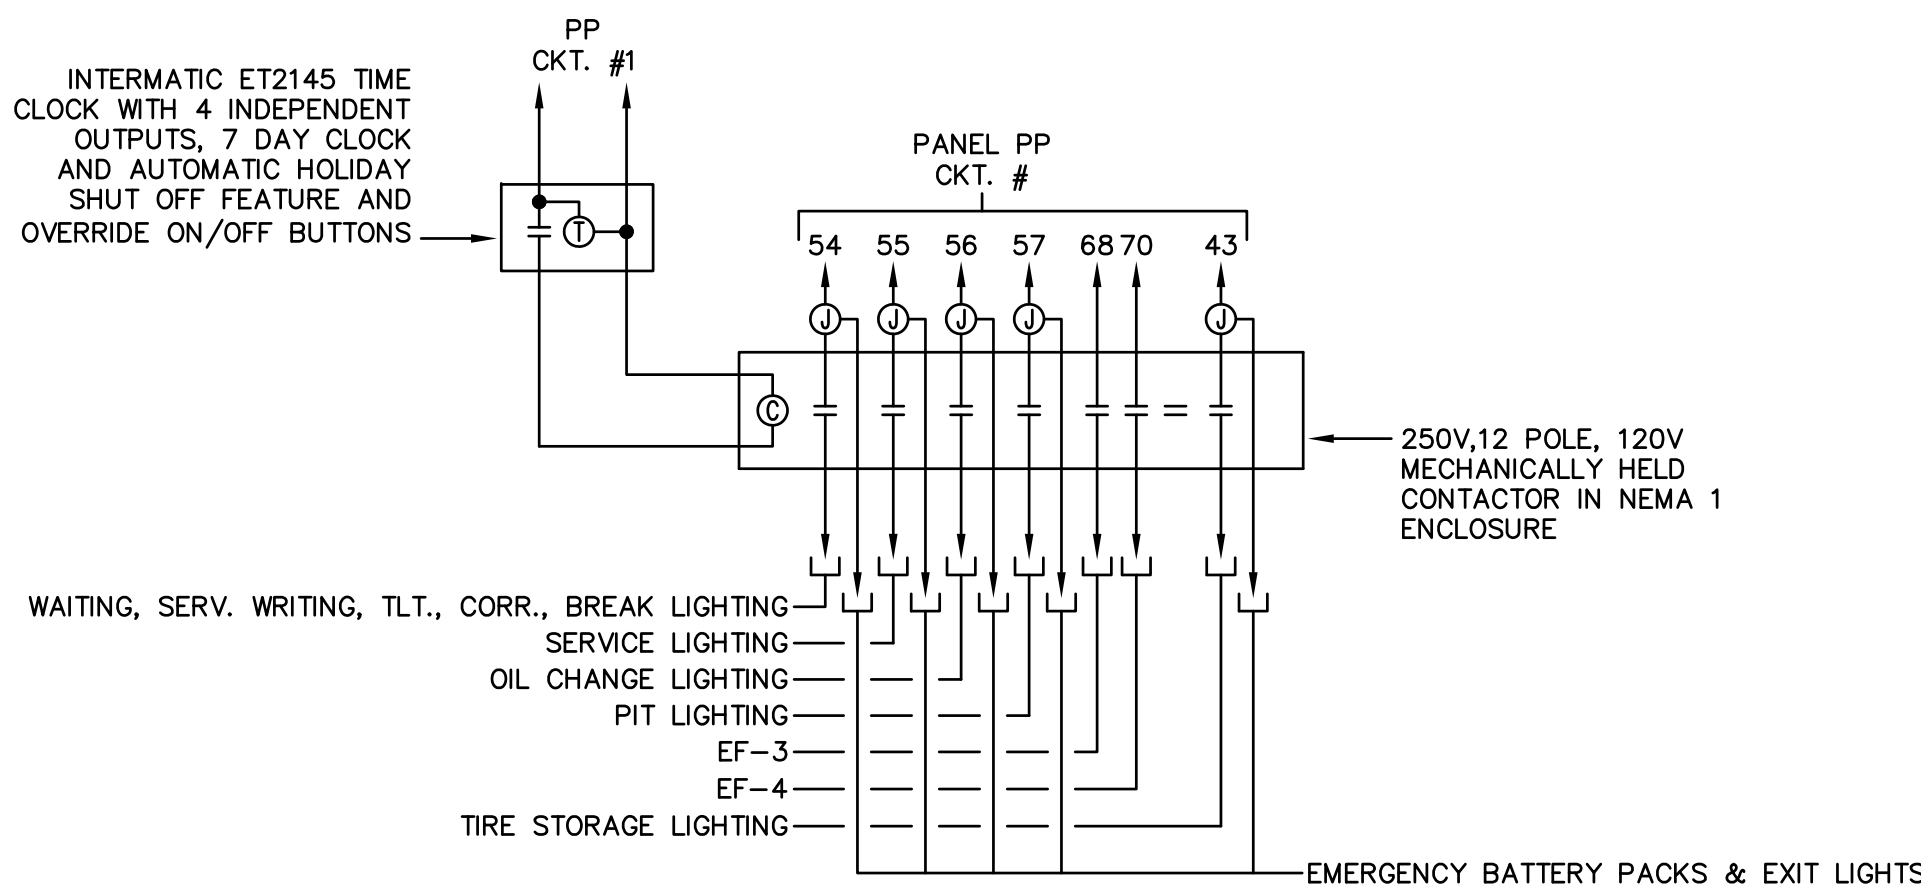 PP
CKT. #1
INTERMATIC ET2145 TIME
CLOCK WITH 4 INDEPENDENT
OUTPUTS, 7 DAY CLOCK
AND AUTOMATIC HOLIDAY
SHUT OFF FEATURE AND
OVERRIDE ON/OFF BUTTONS
T
PANEL PP
CKT. #
54 55 56 57 68 70 43
J J J J J
C
250V,12 POLE, 120V
MECHANICALLY HELD
CONTACTOR IN NEMA 1
ENCLOSURE
WAITING, SERV. WRITING, TLT., CORR., BREAK LIGHTING
SERVICE LIGHTING
OIL CHANGE LIGHTING
PIT LIGHTING
EF-3
EF-4
TIRE STORAGE LIGHTING
EMERGENCY BATTERY PACKS & EXIT LIGHTS